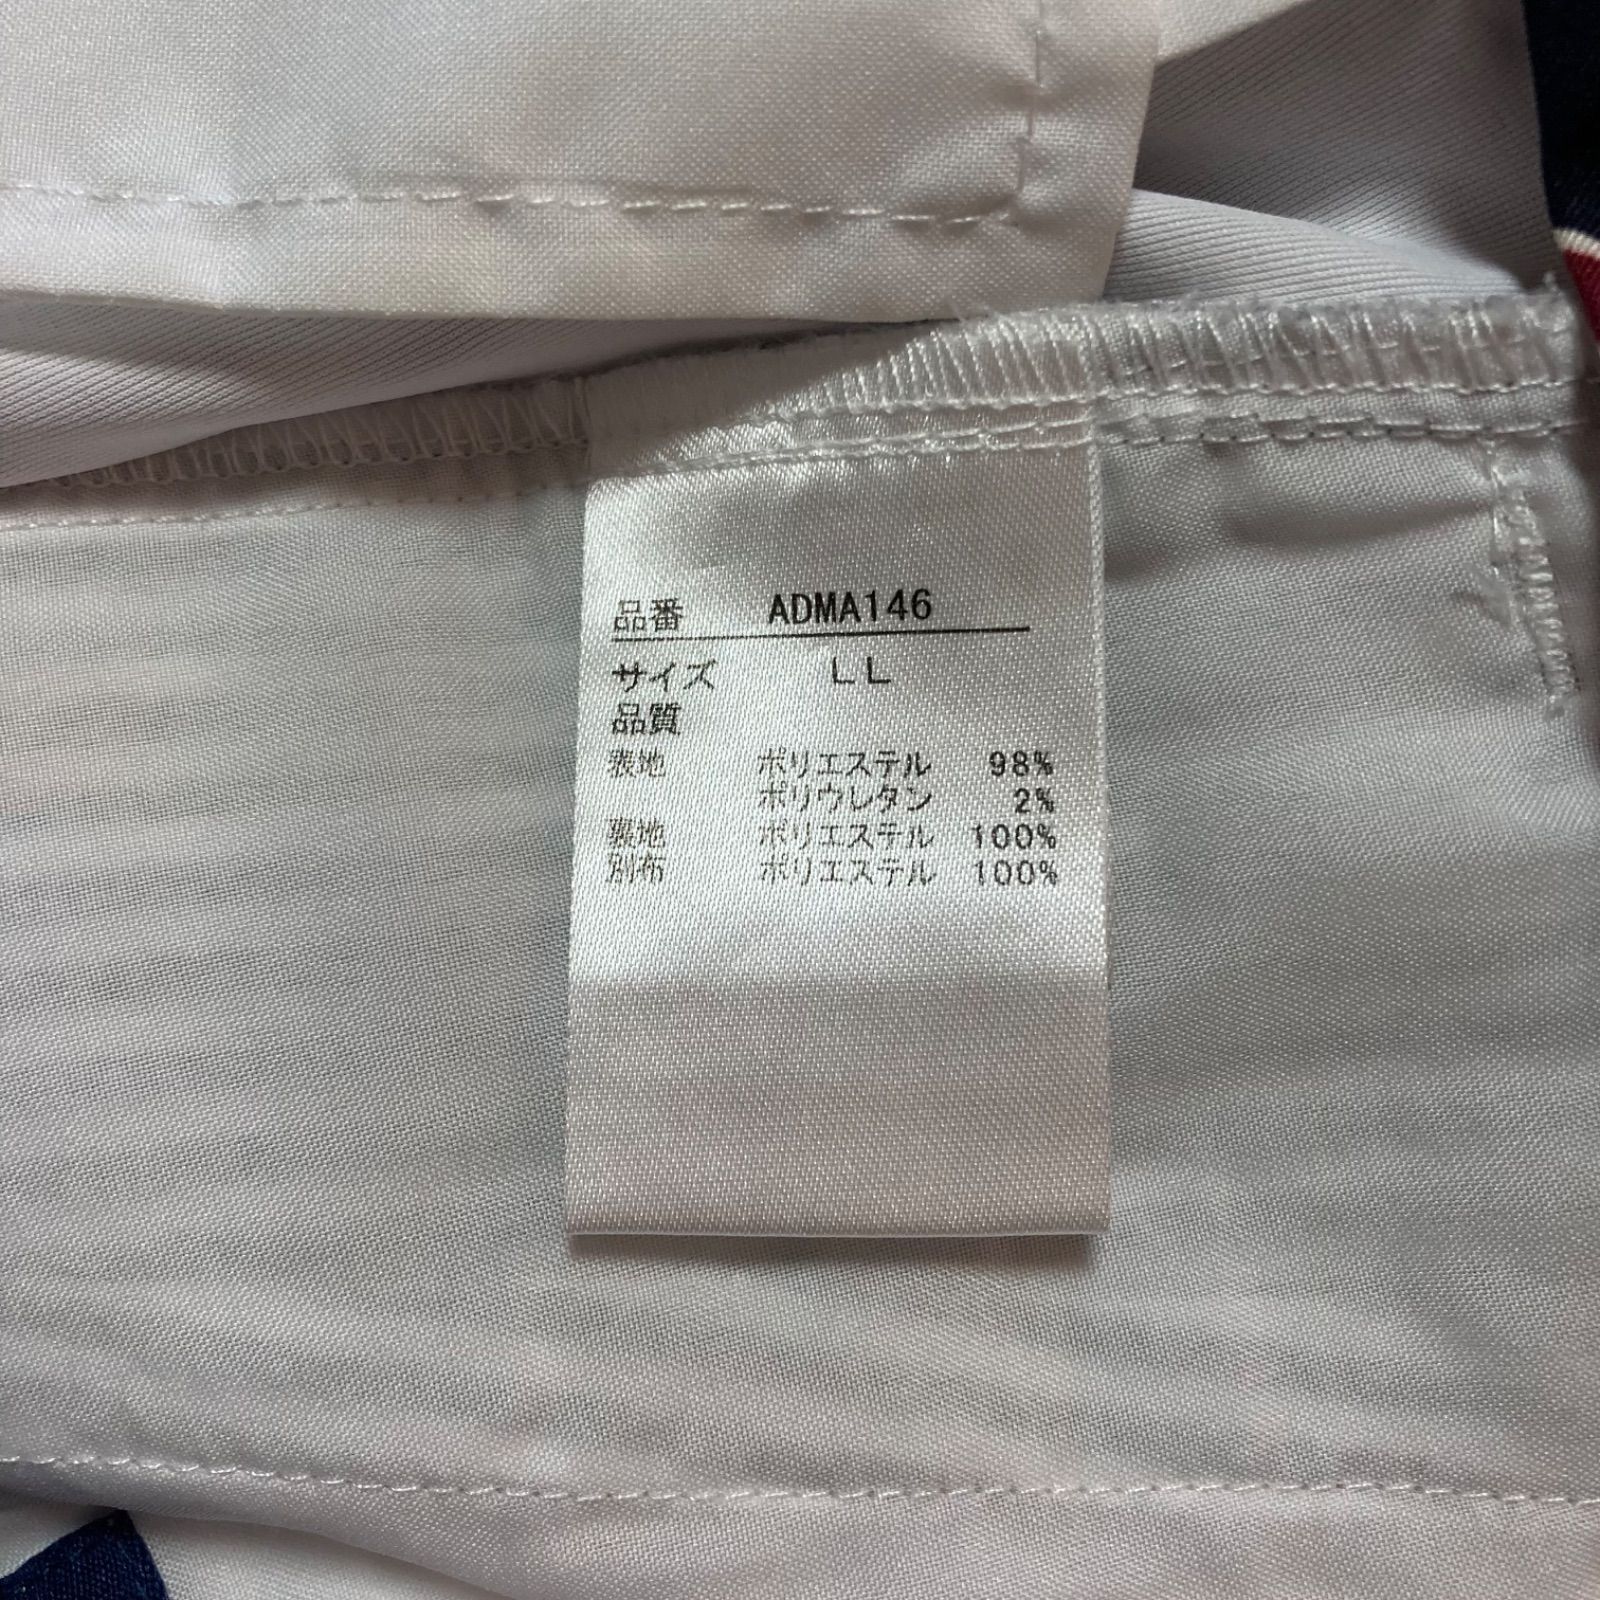 品番 ADMA146
サイズ LL
品質
表地 ポリエステル 98%
ポリウレタン 2%
裏地 ポリエステル 100%
別布 ポリエステル 100%